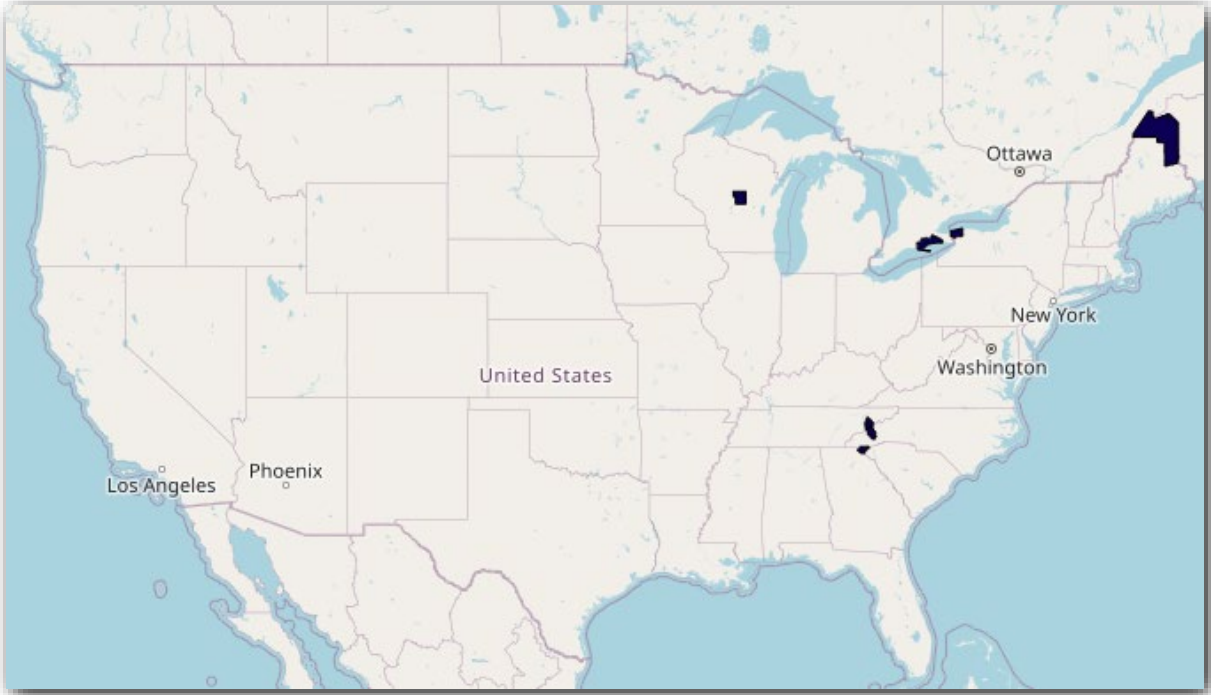 Ottawa
New York
Washington
United States
Phoenix
Los Angeles